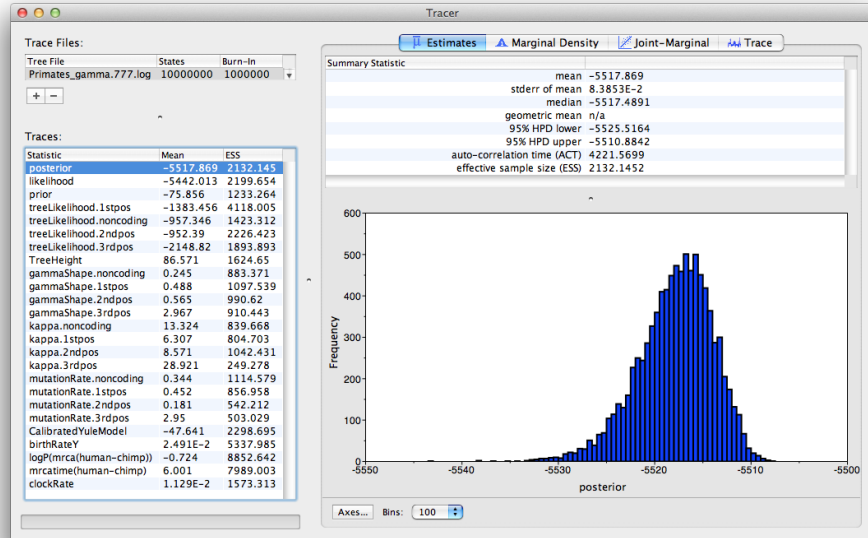 Tracer
Trace Files:
Tree File States Burn-In
Primates_gamma.777.log 10000000 1000000
+ −
Traces:
Statistic Mean ESS
posterior -5517.869 2132.145
likelihood -5442.013 2199.654
prior -75.856 1233.264
treeLikelihood.1stpos -1383.456 4118.005
treeLikelihood.noncoding -957.346 1423.312
treeLikelihood.2ndpos -952.39 2226.423
treeLikelihood.3rdpos -2148.82 1893.893
TreeHeight 86.571 1624.65
gammaShape.noncoding 0.245 883.371
gammaShape.1stpos 0.488 1097.539
gammaShape.2ndpos 0.565 990.62
gammaShape.3rdpos 2.967 910.443
kappa.noncoding 13.324 839.668
kappa.1stpos 6.307 804.703
kappa.2ndpos 8.571 1042.431
kappa.3rdpos 28.921 249.278
mutationRate.noncoding 0.344 1114.579
mutationRate.1stpos 0.452 856.958
mutationRate.2ndpos 0.181 542.212
mutationRate.3rdpos 2.95 503.029
CalibratedYuleModel -47.641 2298.695
birthRateY 2.491E-2 5337.985
logP(mrca(human-chimp)) -0.724 8852.642
mrcatime(human-chimp) 6.001 7989.003
clockRate 1.129E-2 1573.313
Estimates Marginal Density Joint-Marginal Trace
Summary Statistic
mean -5517.869
stderr of mean 8.3853E-2
median -5517.4891
geometric mean n/a
95% HPD lower -5525.5164
95% HPD upper -5510.8842
auto-correlation time (ACT) 4221.5699
effective sample size (ESS) 2132.1452
600
500
400
300
200
100
0
Frequency
-5550 -5540 -5530 -5520 -5510 -5500
posterior
Axes... Bins: 100